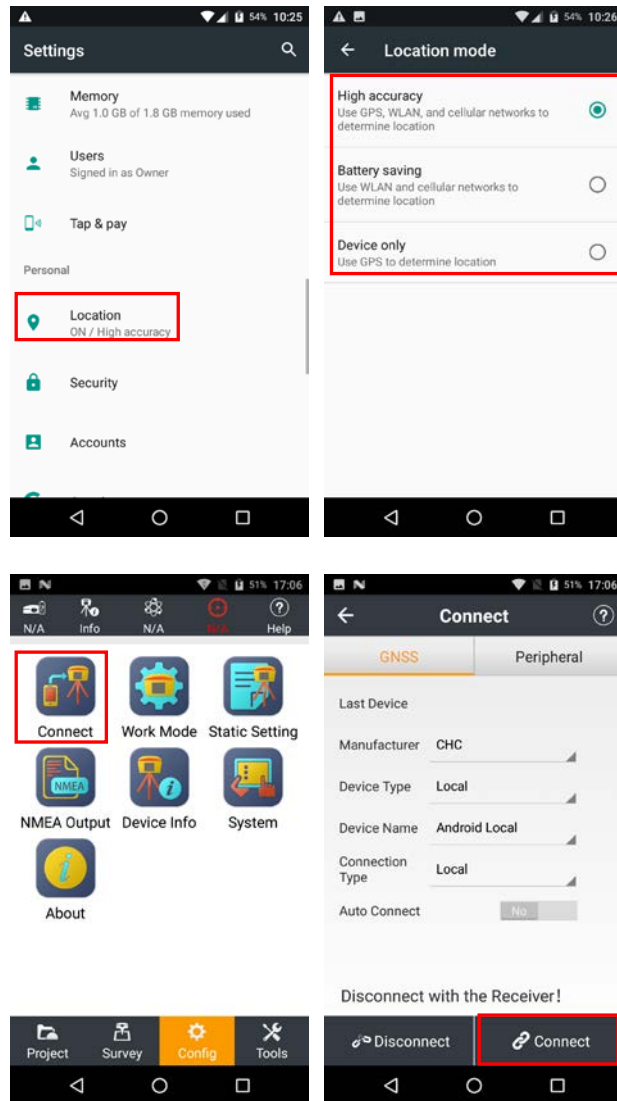 54% 10:25
Settings
Memory
Avg 1.0 GB of 1.8 GB memory used
Users
Signed in as Owner
Tap & pay
Personal
Location
ON / High accuracy
Security
Accounts
54% 10:26
Location mode
High accuracy
Use GPS, WLAN, and cellular networks to
determine location
Battery saving
Use WLAN and cellular networks to
determine location
Device only
Use GPS to determine location
51% 17:06
N/A Info N/A N/A Help
Connect Work Mode Static Setting
NMEA
NMEA Output Device Info System
About
Project Survey Config Tools
51% 17:06
Connect
GNSS Peripheral
Last Device
Manufacturer CHC
Device Type Local
Device Name Android Local
Connection
Type Local
Auto Connect No
Disconnect with the Receiver!
Disconnect Connect